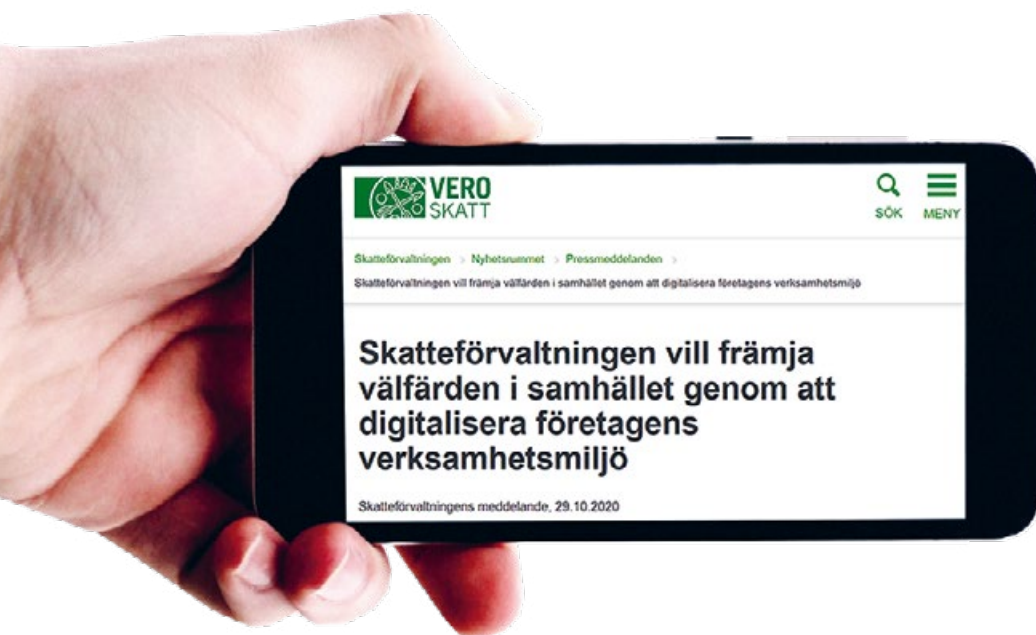 VERO
SKATT
SÖK MENY
Skatteförvaltningen > Nyhetsrummet > Pressmeddelanden >
Skatteförvaltningen vill främja välfärden i samhället genom att digitalisera företagens verksamhetsmiljö
Skatteförvaltningen vill främja
välfärden i samhället genom att
digitalisera företagens
verksamhetsmiljö
Skatteförvaltningens meddelande, 29.10.2020